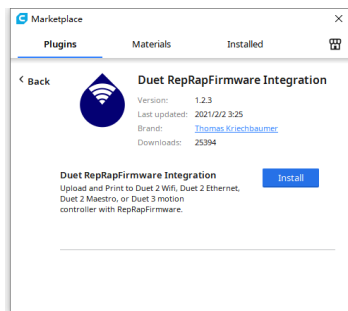 Marketplace
Plugins Materials Installed
Back
Duet RepRapFirmware Integration
Version: 1.2.3
Last updated: 2021/2/2 3:25
Brand: Thomas Kriechbaumer
Downloads: 25394
Duet RepRapFirmware Integration
Install
Upload and Print to Duet 2 Wifi, Duet 2 Ethernet,
Duet 2 Maestro, or Duet 3 motion
controller with RepRapFirmware.